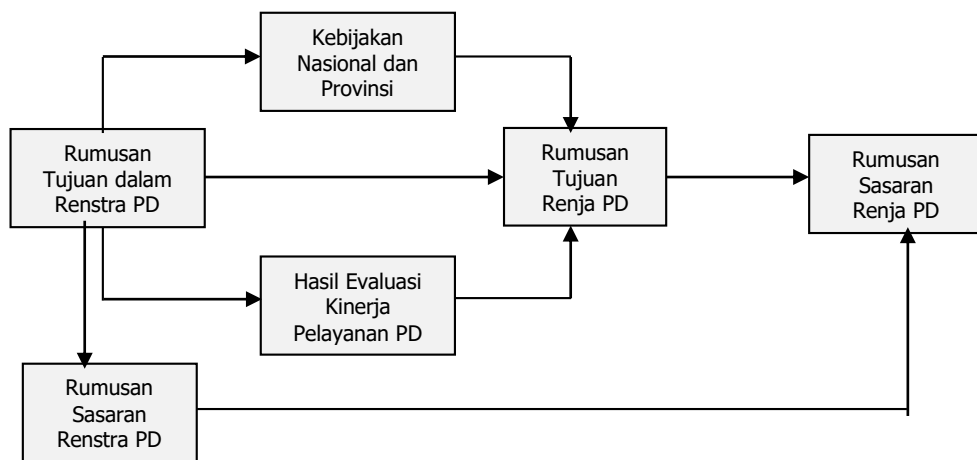 Kebijakan
Nasional dan
Provinsi
Rumusan
Tujuan dalam
Renstra PD
Rumusan
Tujuan
Renja PD
Rumusan
Sasaran
Renja PD
Hasil Evaluasi
Kinerja
Pelayanan PD
Rumusan
Sasaran
Renstra PD